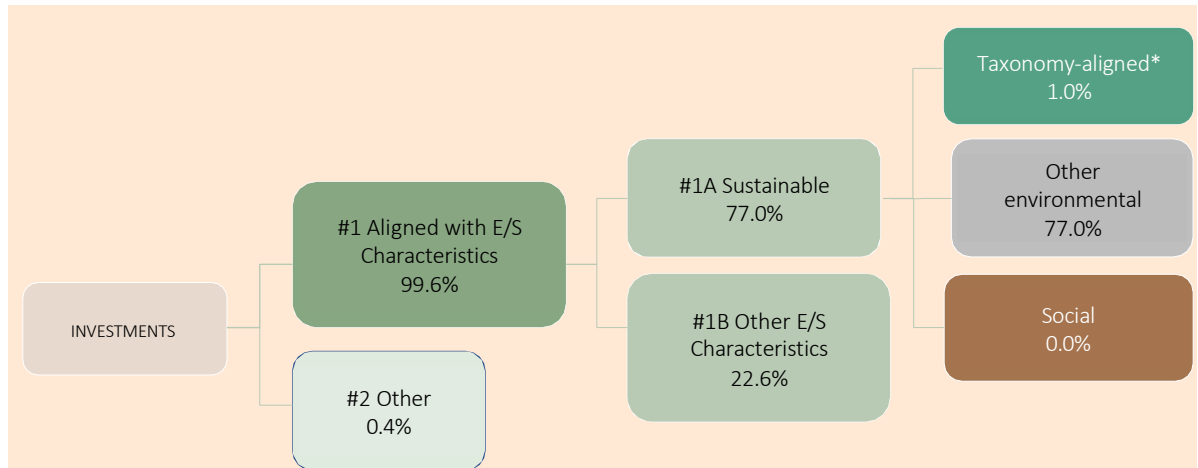 INVESTMENTS
#1 Aligned with E/S
Characteristics
99.6%
#2 Other
0.4%
#1A Sustainable
77.0%
#1B Other E/S
Characteristics
22.6%
Taxonomy-aligned*
1.0%
Other
environmental
77.0%
Social
0.0%